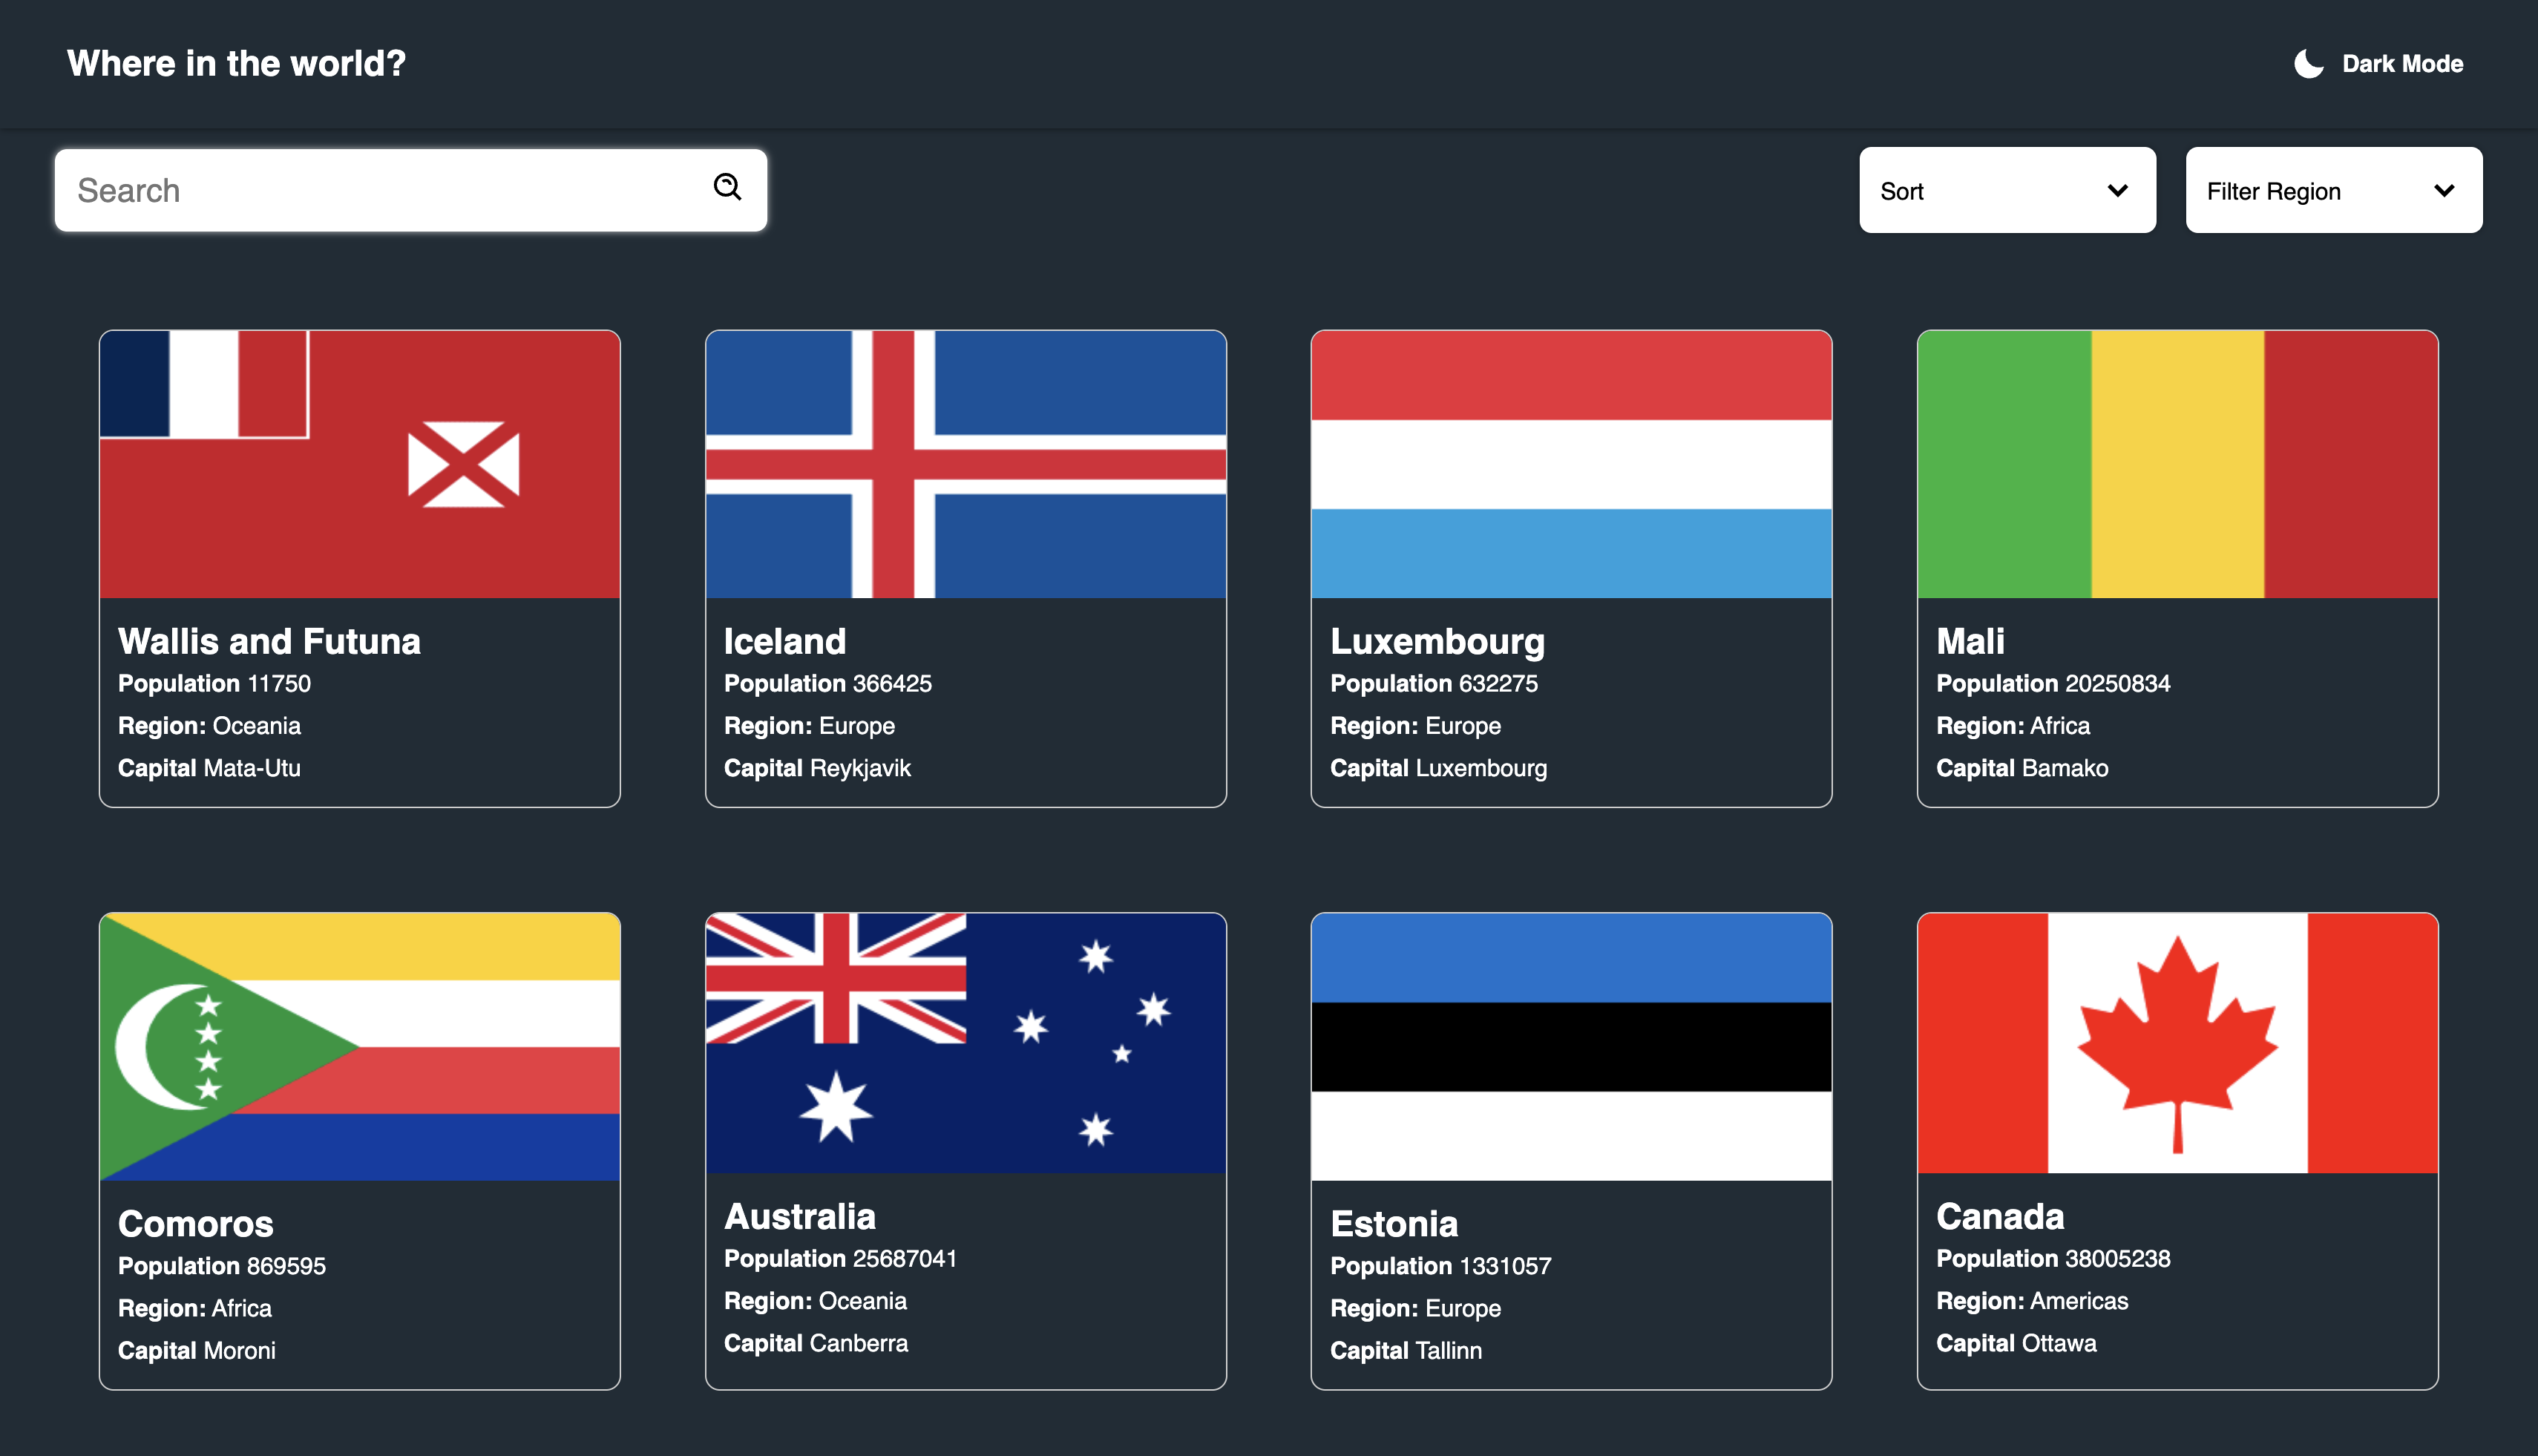 Where in the world?
Dark Mode
Search
Sort
Filter Region
Wallis and Futuna
Population 11750
Region: Oceania
Capital Mata-Utu
Iceland
Population 366425
Region: Europe
Capital Reykjavik
Luxembourg
Population 632275
Region: Europe
Capital Luxembourg
Mali
Population 20250834
Region: Africa
Capital Bamako
Comoros
Population 869595
Region: Africa
Capital Moroni
Australia
Population 25687041
Region: Oceania
Capital Canberra
Estonia
Population 1331057
Region: Europe
Capital Tallinn
Canada
Population 38005238
Region: Americas
Capital Ottawa